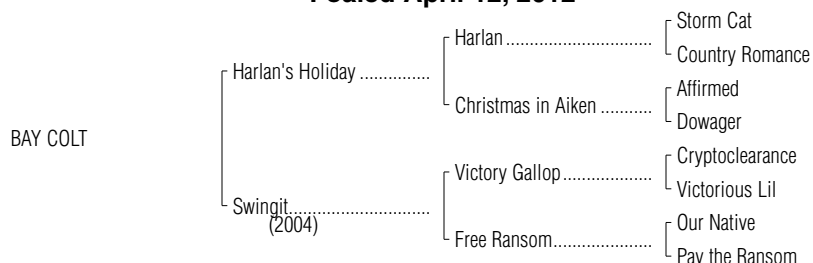 Foaled April 12, 2012
Storm Cat
Harlan
Country Romance
Harlan's Holiday
Affirmed
Christmas in Aiken
Dowager
BAY COLT
Cryptoclearance
Victory Gallop
Victorious Lil
Swingit
(2004)
Our Native
Free Ransom
Pay the Ransom